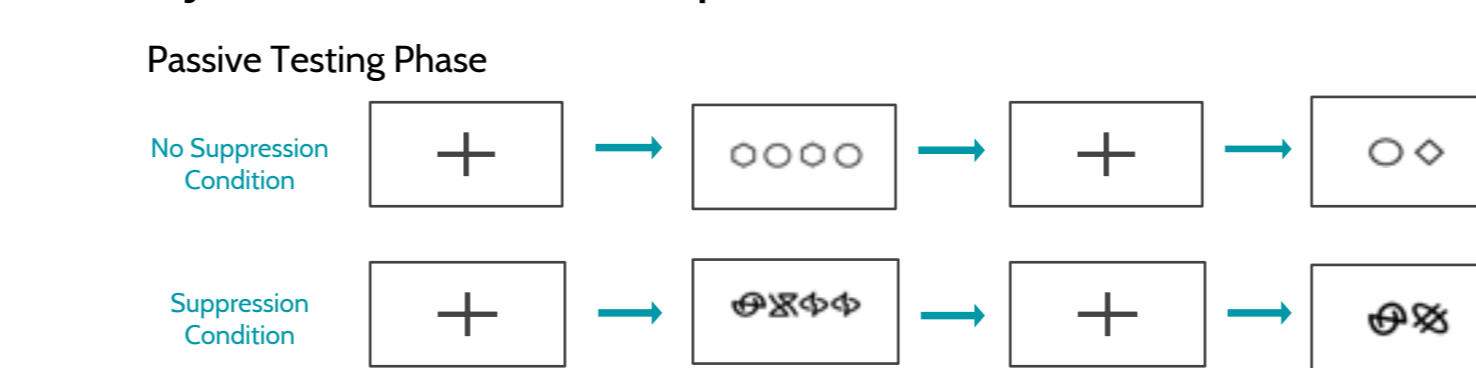 Passive Testing Phase
No Suppression
Condition
Suppression
Condition